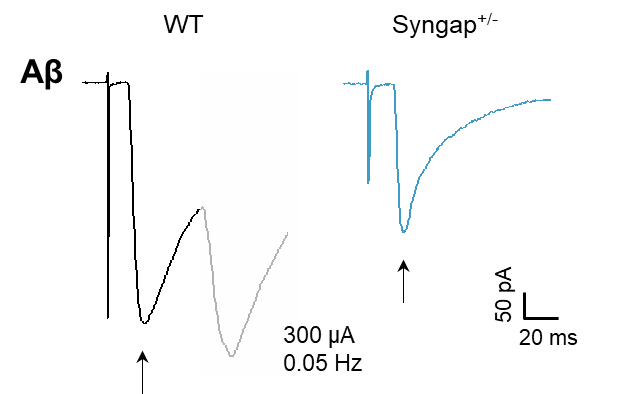 WT
Syngap+/-
Aβ
300 µA
0.05 Hz
50 pA
20 ms